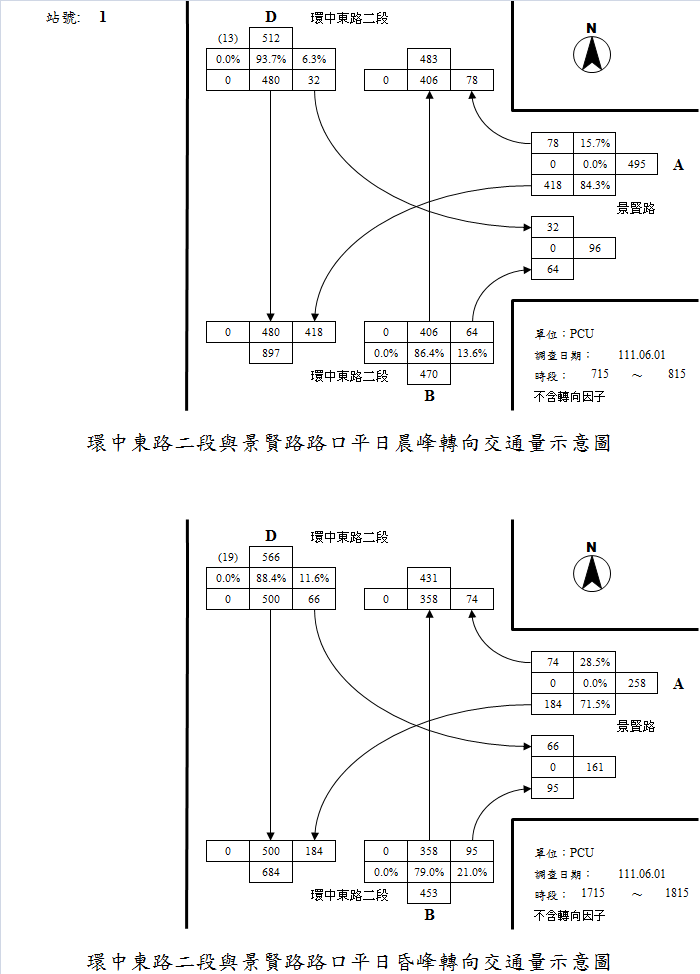 站號: 1
D 環中東路二段
(13) 512
0.0% 93.7% 6.3%
0 480 32
483
0 406 78
N
78 15.7%
0 0.0% 495 A
418 84.3%
景賢路
32
0 96
64
0 480 418
897
0 406 64
0.0% 86.4% 13.6%
470
環中東路二段
B
單位：PCU
調查日期： 111.06.01
時段： 715 ～ 815
不含轉向因子
環中東路二段與景賢路路口平日晨峰轉向交通量示意圖
D 環中東路二段
(19) 566
0.0% 88.4% 11.6%
0 500 66
431
0 358 74
N
74 28.5%
0 0.0% 258 A
184 71.5%
景賢路
66
0 161
95
0 500 184
684
0 358 95
0.0% 79.0% 21.0%
453
環中東路二段
B
單位：PCU
調查日期： 111.06.01
時段： 1715 ～ 1815
不含轉向因子
環中東路二段與景賢路路口平日昏峰轉向交通量示意圖